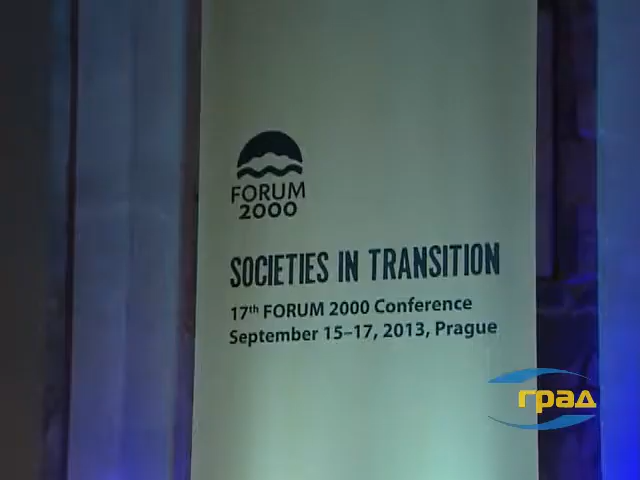 FORUM
2000
SOCIETIES IN TRANSITION
17th FORUM 2000 Conference
September 15–17, 2013, Prague
град